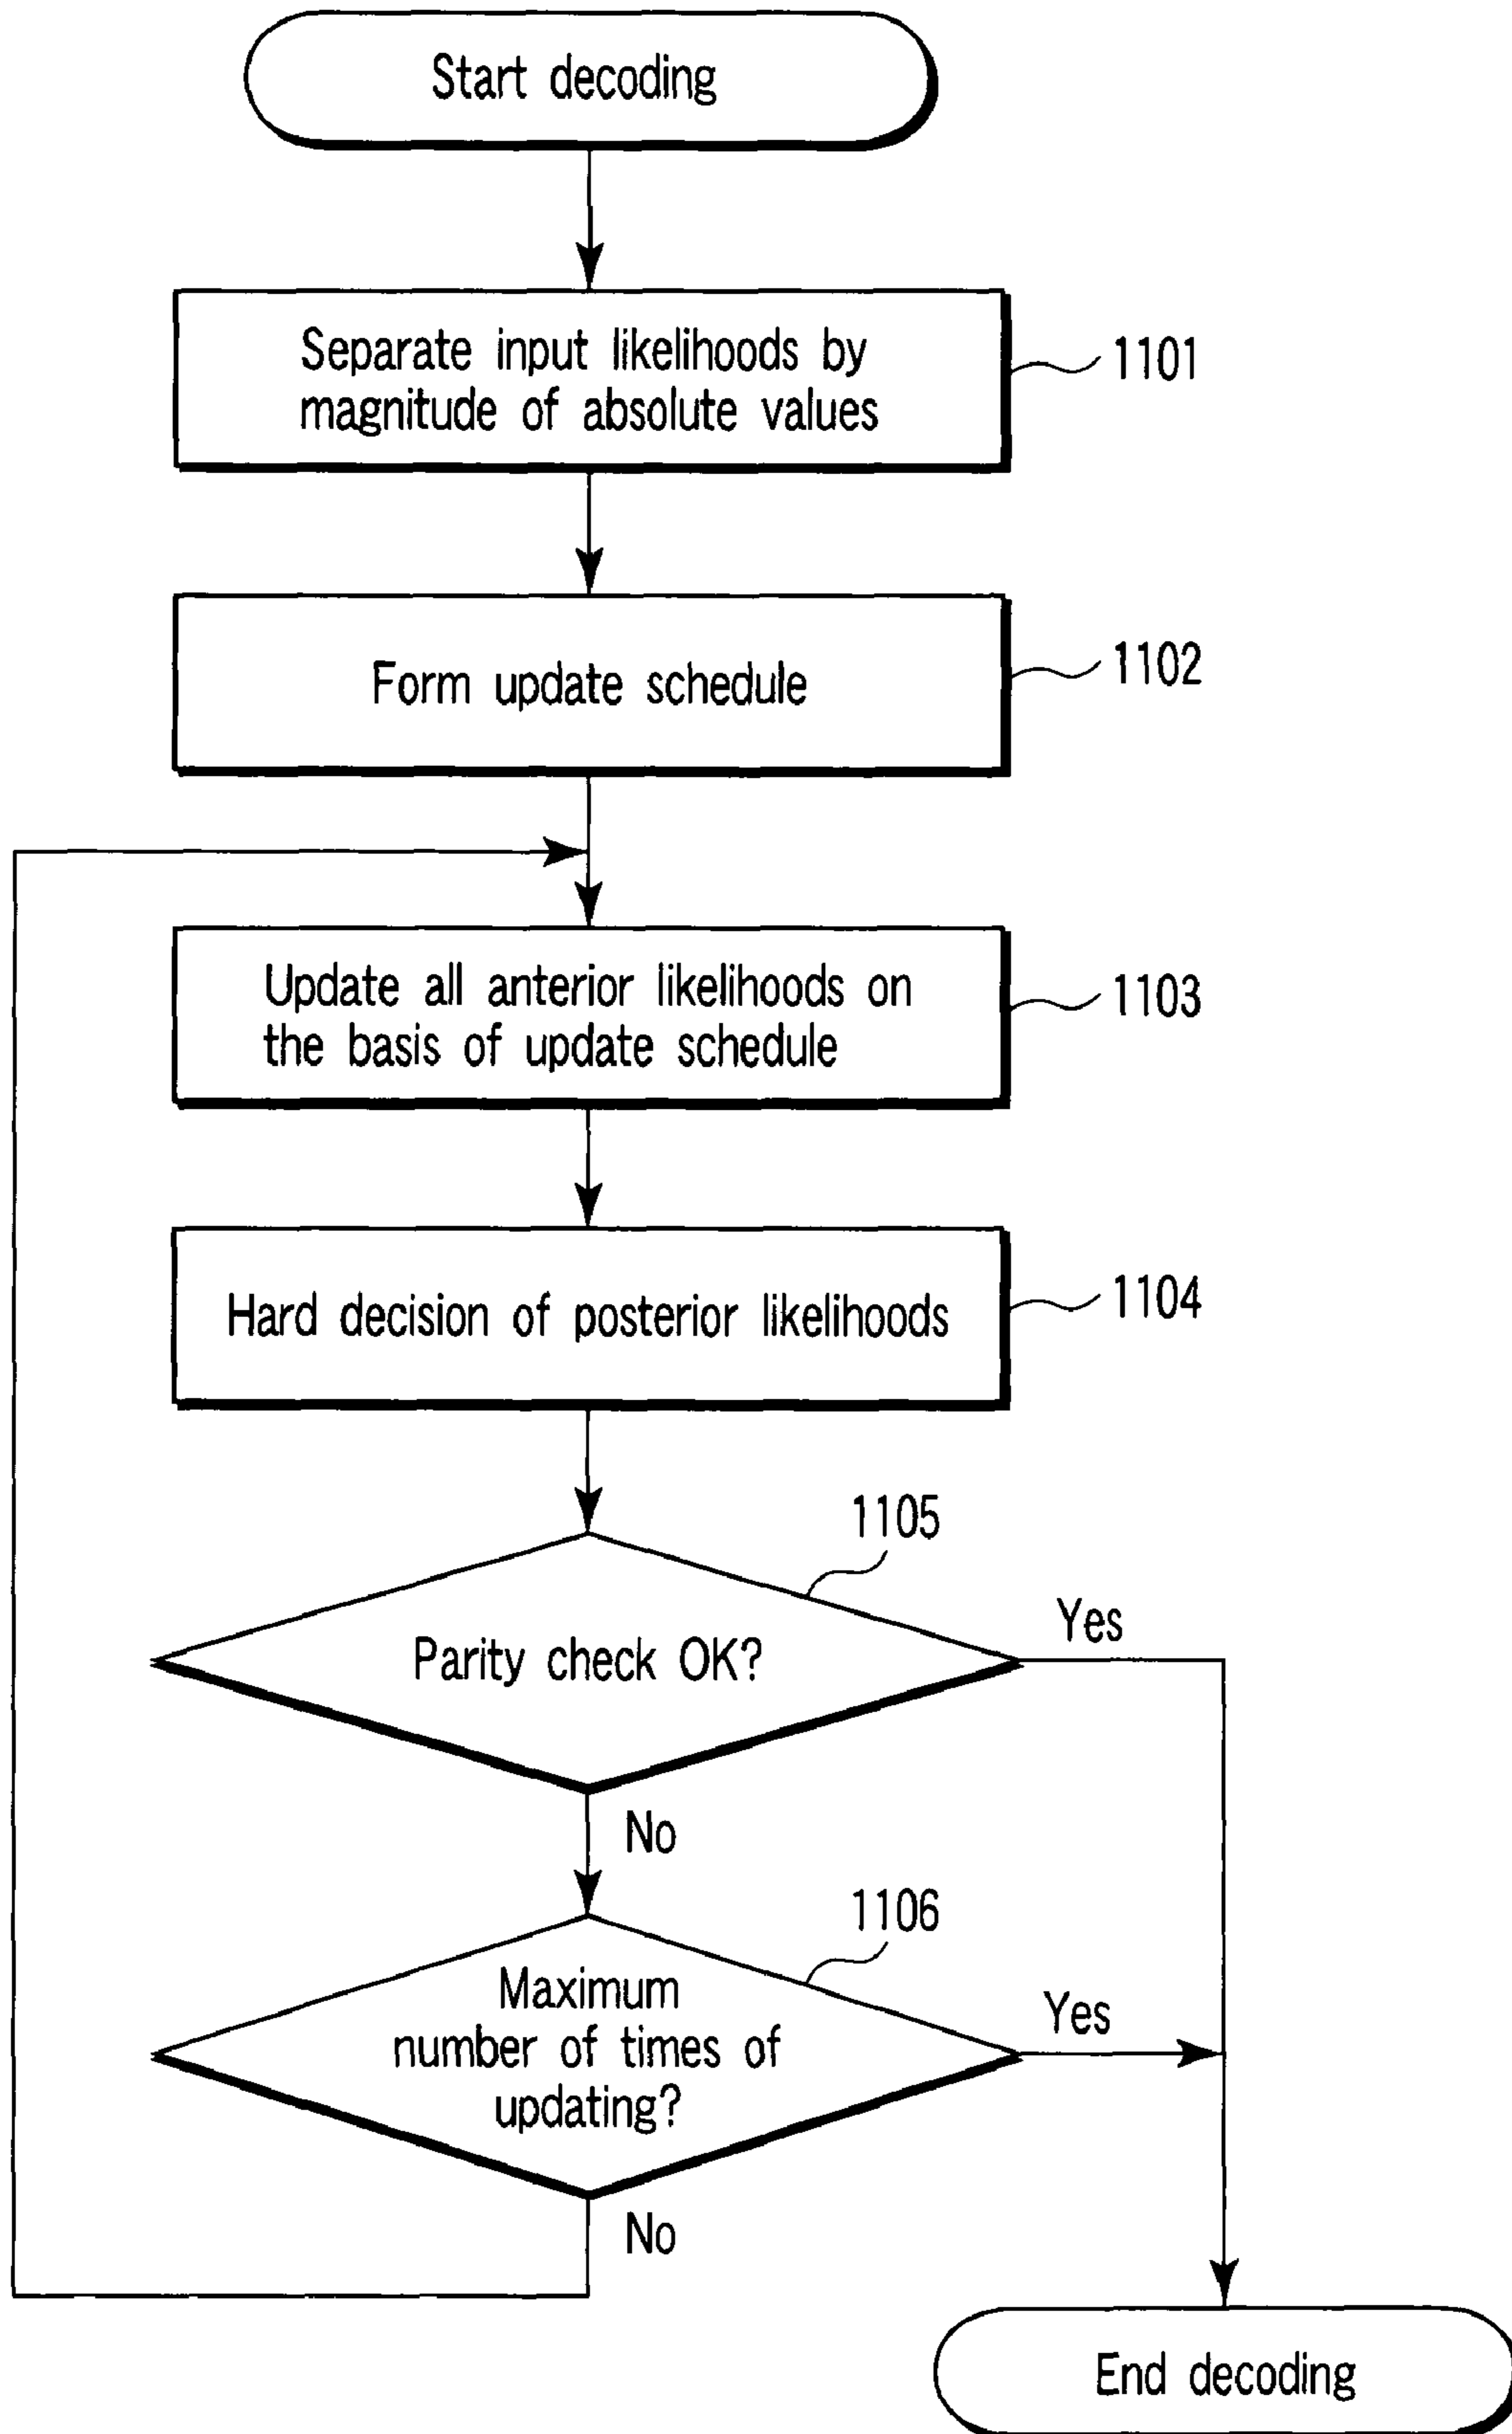 Start decoding
Separate input likelihoods by
magnitude of absolute values
1101
Form update schedule
1102
Update all anterior likelihoods on
the basis of update schedule
1103
Hard decision of posterior likelihoods
1104
1105
Parity check OK?
Yes
No
1106
Maximum
number of times of
updating?
Yes
No
End decoding